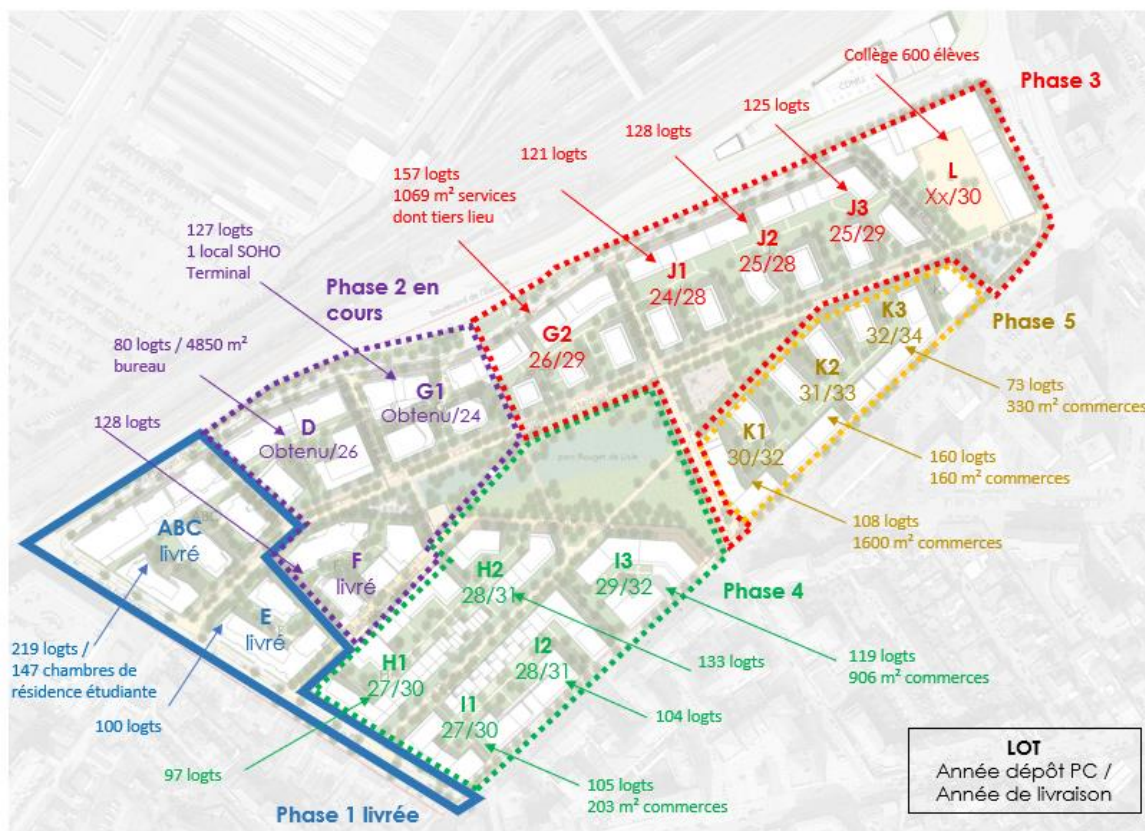 Collège 600 élèves
Phase 3
125 logts
128 logts
121 logts
157 logts
1069 m² services
dont tiers lieu
L
Xx/30
J3
25/29
J2
25/28
J1
24/28
G2
26/29
127 logts
1 local SOHO
Terminal
Phase 2 en
cours
80 logts / 4850 m²
bureau
128 logts
G1
Obtenu/24
D
Obtenu/26
F
livré
Phase 5
K3
32/34
K2
31/33
K1
30/32
73 logts
330 m² commerces
160 logts
160 m² commerces
108 logts
1600 m² commerces
parc Rouget de Lisle
ABC
livré
E
livré
219 logts /
147 chambres de
résidence étudiante
100 logts
Phase 1 livrée
H2
28/31
I3
29/32
Phase 4
H1
27/30
I2
28/31
I1
27/30
133 logts
119 logts
906 m² commerces
104 logts
97 logts
105 logts
203 m² commerces
LOT
Année dépôt PC /
Année de livraison